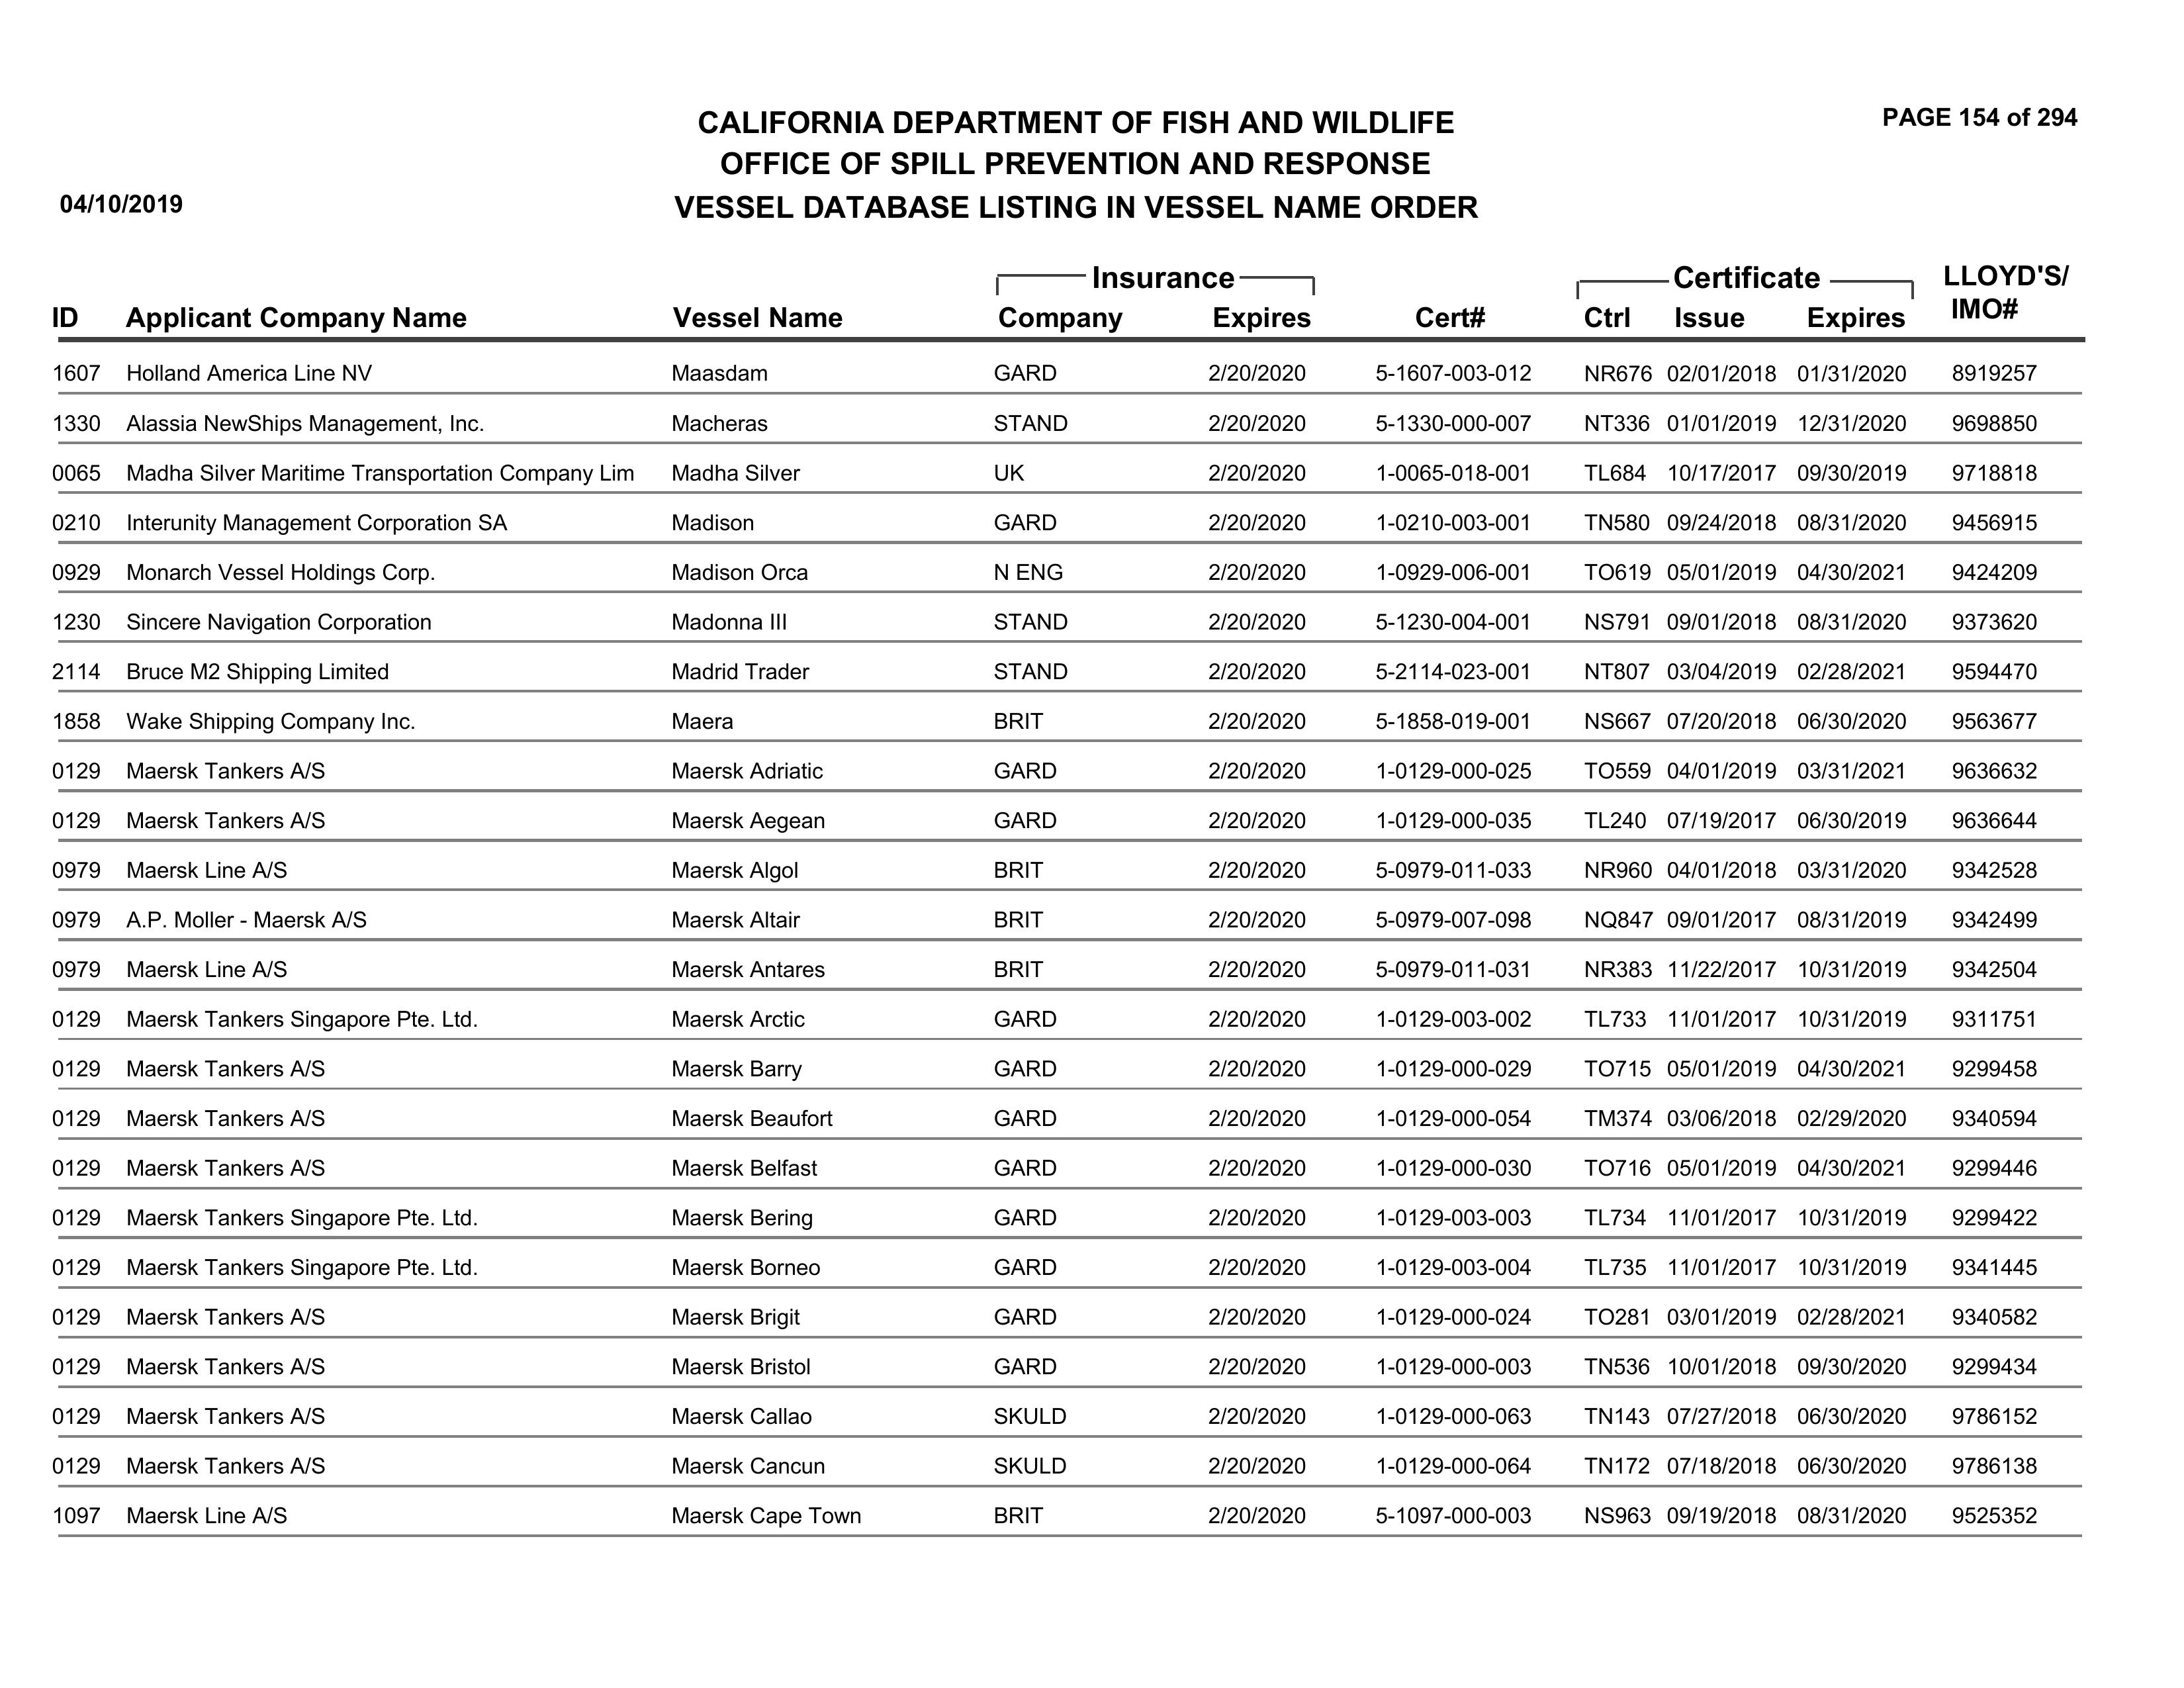 PAGE 154 of 294
CALIFORNIA DEPARTMENT OF FISH AND WILDLIFE
OFFICE OF SPILL PREVENTION AND RESPONSE
04/10/2019 VESSEL DATABASE LISTING IN VESSEL NAME ORDER
Insurance Certificate LLOYD'S/
ID Applicant Company Name Vessel Name Company Expires Cert# Ctrl Issue Expires IMO#
1607 Holland America Line NV Maasdam GARD 2/20/2020 5-1607-003-012 NR676 02/01/2018 01/31/2020 8919257
1330 Alassia NewShips Management, Inc. Macheras STAND 2/20/2020 5-1330-000-007 NT336 01/01/2019 12/31/2020 9698850
0065 Madha Silver Maritime Transportation Company Lim Madha Silver UK 2/20/2020 1-0065-018-001 TL684 10/17/2017 09/30/2019 9718818
0210 Interunity Management Corporation SA Madison GARD 2/20/2020 1-0210-003-001 TN580 09/24/2018 08/31/2020 9456915
0929 Monarch Vessel Holdings Corp. Madison Orca N ENG 2/20/2020 1-0929-006-001 TO619 05/01/2019 04/30/2021 9424209
1230 Sincere Navigation Corporation Madonna III STAND 2/20/2020 5-1230-004-001 NS791 09/01/2018 08/31/2020 9373620
2114 Bruce M2 Shipping Limited Madrid Trader STAND 2/20/2020 5-2114-023-001 NT807 03/04/2019 02/28/2021 9594470
1858 Wake Shipping Company Inc. Maera BRIT 2/20/2020 5-1858-019-001 NS667 07/20/2018 06/30/2020 9563677
0129 Maersk Tankers A/S Maersk Adriatic GARD 2/20/2020 1-0129-000-025 TO559 04/01/2019 03/31/2021 9636632
0129 Maersk Tankers A/S Maersk Aegean GARD 2/20/2020 1-0129-000-035 TL240 07/19/2017 06/30/2019 9636644
0979 Maersk Line A/S Maersk Algol BRIT 2/20/2020 5-0979-011-033 NR960 04/01/2018 03/31/2020 9342528
0979 A.P. Moller - Maersk A/S Maersk Altair BRIT 2/20/2020 5-0979-007-098 NQ847 09/01/2017 08/31/2019 9342499
0979 Maersk Line A/S Maersk Antares BRIT 2/20/2020 5-0979-011-031 NR383 11/22/2017 10/31/2019 9342504
0129 Maersk Tankers Singapore Pte. Ltd. Maersk Arctic GARD 2/20/2020 1-0129-003-002 TL733 11/01/2017 10/31/2019 9311751
0129 Maersk Tankers A/S Maersk Barry GARD 2/20/2020 1-0129-000-029 TO715 05/01/2019 04/30/2021 9299458
0129 Maersk Tankers A/S Maersk Beaufort GARD 2/20/2020 1-0129-000-054 TM374 03/06/2018 02/29/2020 9340594
0129 Maersk Tankers A/S Maersk Belfast GARD 2/20/2020 1-0129-000-030 TO716 05/01/2019 04/30/2021 9299446
0129 Maersk Tankers Singapore Pte. Ltd. Maersk Bering GARD 2/20/2020 1-0129-003-003 TL734 11/01/2017 10/31/2019 9299422
0129 Maersk Tankers Singapore Pte. Ltd. Maersk Borneo GARD 2/20/2020 1-0129-003-004 TL735 11/01/2017 10/31/2019 9341445
0129 Maersk Tankers A/S Maersk Brigit GARD 2/20/2020 1-0129-000-024 TO281 03/01/2019 02/28/2021 9340582
0129 Maersk Tankers A/S Maersk Bristol GARD 2/20/2020 1-0129-000-003 TN536 10/01/2018 09/30/2020 9299434
0129 Maersk Tankers A/S Maersk Callao SKULD 2/20/2020 1-0129-000-063 TN143 07/27/2018 06/30/2020 9786152
0129 Maersk Tankers A/S Maersk Cancun SKULD 2/20/2020 1-0129-000-064 TN172 07/18/2018 06/30/2020 9786138
1097 Maersk Line A/S Maersk Cape Town BRIT 2/20/2020 5-1097-000-003 NS963 09/19/2018 08/31/2020 9525352